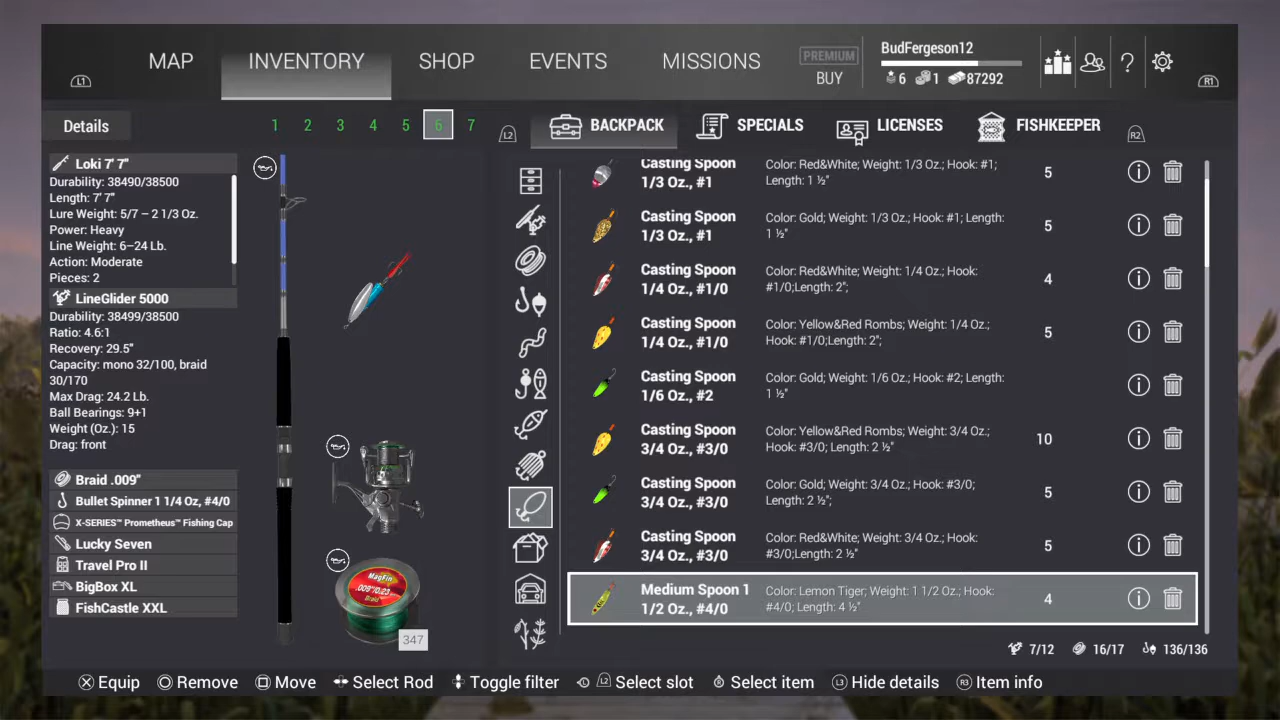 MAP
INVENTORY
SHOP
EVENTS
MISSIONS
PREMIUM
BUY
BudFergeson12
6
1
87292
?
L1
R1
Details
1 2 3 4 5 6 7
L2
BACKPACK
SPECIALS
LICENSES
FISHKEEPER
R2
Loki 7' 7"
Durability: 38490/38500
Length: 7' 7"
Lure Weight: 5/7 – 2 1/3 Oz.
Power: Heavy
Line Weight: 6–24 Lb.
Action: Moderate
Pieces: 2
LineGlider 5000
Durability: 38499/38500
Ratio: 4.6:1
Recovery: 29.5"
Capacity: mono 32/100, braid
30/170
Max Drag: 24.2 Lb.
Ball Bearings: 9+1
Weight (Oz.): 15
Drag: front
Braid .009"
Bullet Spinner 1 1/4 Oz, #4/0
X-SERIES™ Prometheus™ Fishing Cap
Lucky Seven
Travel Pro II
BigBox XL
FishCastle XXL
MagFin
.009"/0.23
Braid
347
Casting Spoon
1/3 Oz., #1
Color: Red&White; Weight: 1/3 Oz.; Hook: #1;
Length: 1 ½"
5
Casting Spoon
1/3 Oz., #1
Color: Gold; Weight: 1/3 Oz.; Hook: #1; Length:
1 ½"
5
Casting Spoon
1/4 Oz., #1/0
Color: Red&White; Weight: 1/4 Oz.; Hook:
#1/0;Length: 2";
4
Casting Spoon
1/4 Oz., #1/0
Color: Yellow&Red Rombs; Weight: 1/4 Oz.;
Hook: #1/0;Length: 2";
5
Casting Spoon
1/6 Oz., #2
Color: Gold; Weight: 1/6 Oz.; Hook: #2; Length:
1 ½"
5
Casting Spoon
3/4 Oz., #3/0
Color: Yellow&Red Rombs; Weight: 3/4 Oz.;
Hook: #3/0; Length: 2 ½"
10
Casting Spoon
3/4 Oz., #3/0
Color: Gold; Weight: 3/4 Oz.; Hook: #3/0;
Length: 2 ½";
5
Casting Spoon
3/4 Oz., #3/0
Color: Red&White; Weight: 3/4 Oz.; Hook:
#3/0;Length: 2 ½"
5
Medium Spoon 1
1/2 Oz., #4/0
Color: Lemon Tiger; Weight: 1 1/2 Oz.; Hook:
#4/0; Length: 4 ½"
4
7/12
16/17
136/136
Equip
Remove
Move
Select Rod
Toggle filter
L2 Select slot
Select item
L3 Hide details
R3 Item info